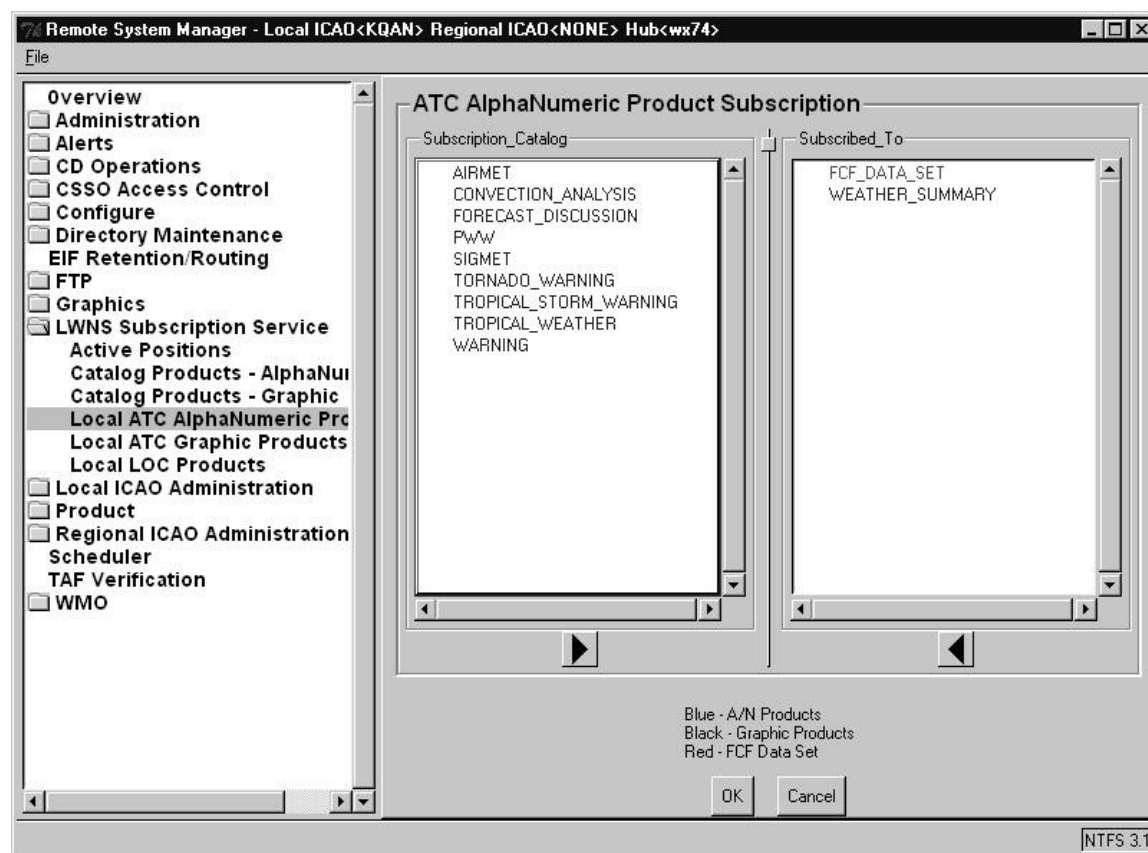 Remote System Manager - Local ICAO<KQAN> Regional ICAO<NONE> Hub<wx74>
File
Overview
Administration
Alerts
CD Operations
CSSO Access Control
Configure
Directory Maintenance
EIF Retention/Routing
FTP
Graphics
LWNS Subscription Service
Active Positions
Catalog Products - AlphaNu
Catalog Products - Graphic
Local ATC AlphaNumeric Pro
Local ATC Graphic Products
Local LOC Products
Local ICAO Administration
Product
Regional ICAO Administration
Scheduler
TAF Verification
WMO
ATC AlphaNumeric Product Subscription
Subscription_Catalog
AIRMET
CONVECTION_ANALYSIS
FORECAST_DISCUSSION
PWW
SIGMET
TORNADO_WARNING
TROPICAL_STORM_WARNING
TROPICAL_WEATHER
WARNING
Subscribed_To
FCF_DATA_SET
WEATHER_SUMMARY
Blue - A/N Products
Black - Graphic Products
Red - FCF Data Set
OK
Cancel
NTFS 3.1